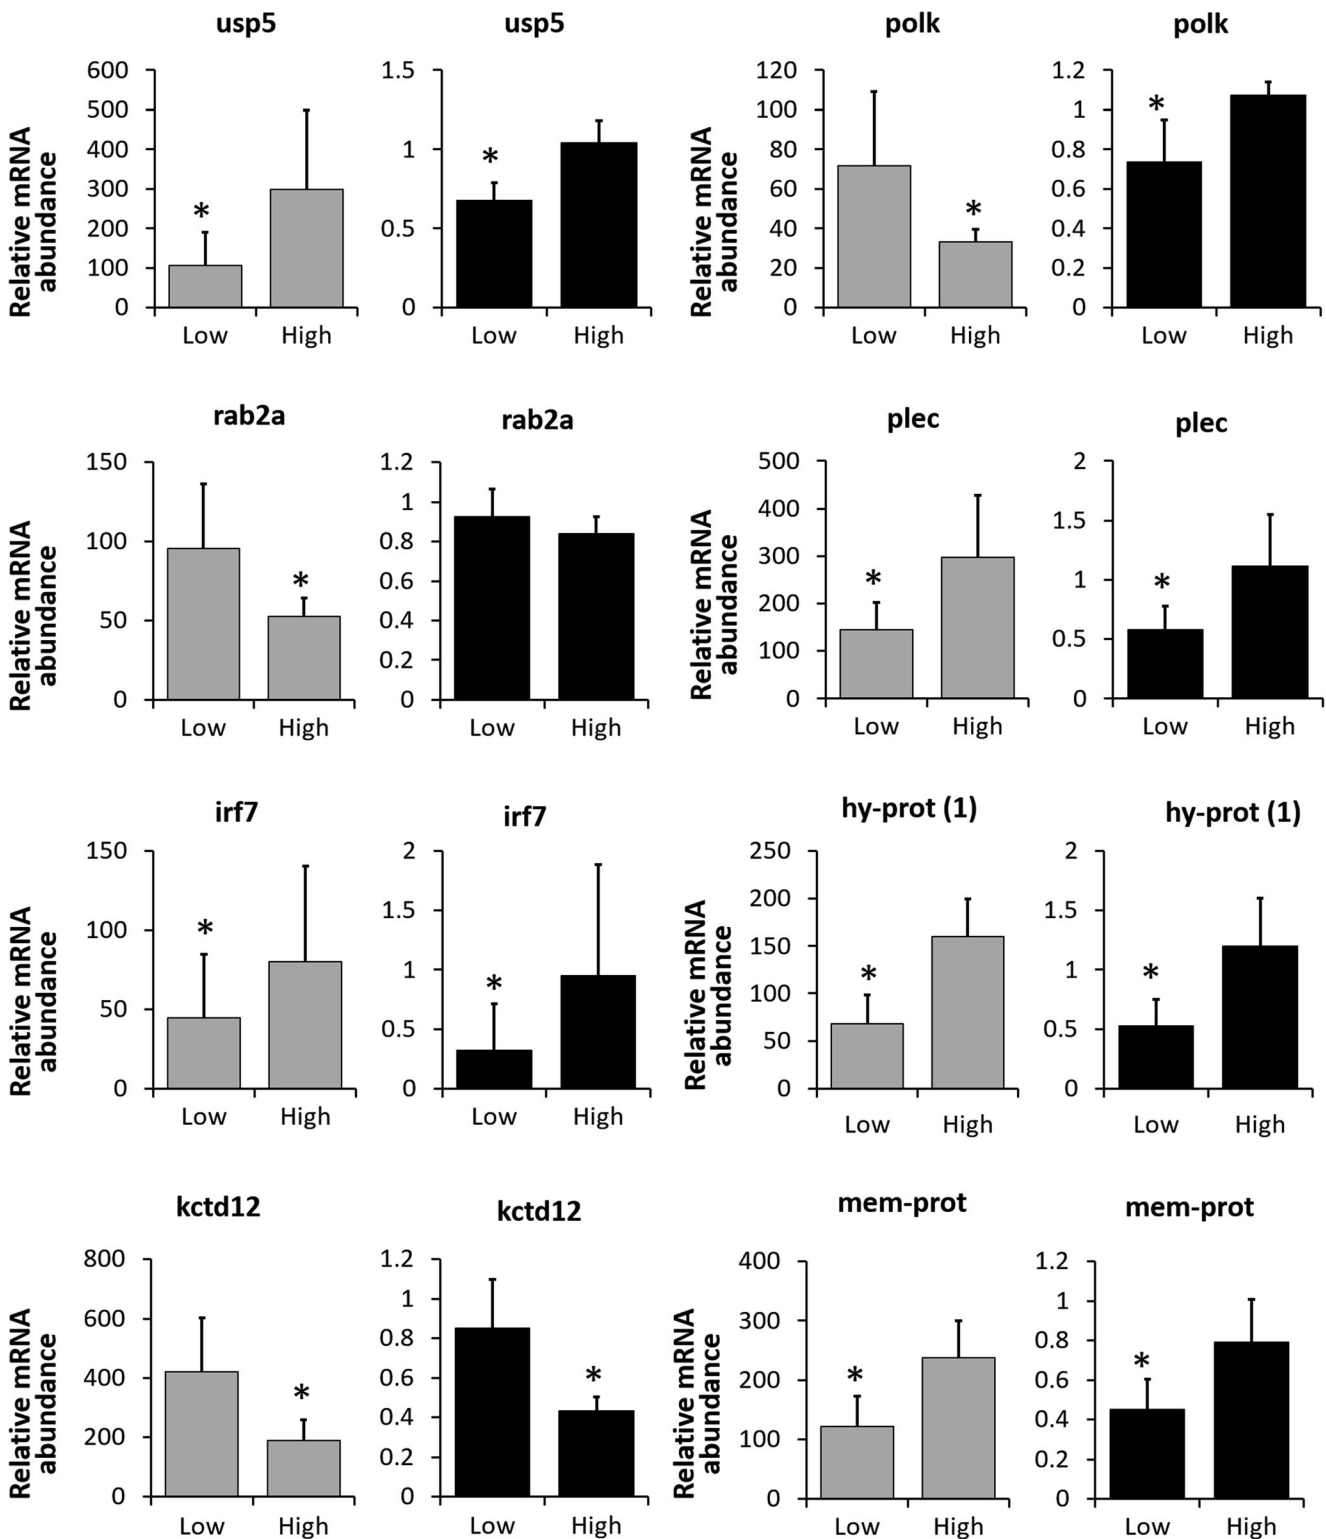 usp5
usp5
polk
polk
Relative mRNA
abundance
600
500
400
300
200
100
0
*
Low
High
1.5
1
0.5
0
*
Low
High
Relative mRNA
abundance
120
100
80
60
40
20
0
*
Low
High
1.2
1
0.8
0.6
0.4
0.2
0
*
Low
High
rab2a
rab2a
plec
plec
Relative mRNA
abundance
150
100
50
0
*
Low
High
1.2
1
0.8
0.6
0.4
0.2
0
Low
High
Relative mRNA
abundance
500
400
300
200
100
0
*
Low
High
2
1.5
1
0.5
0
*
Low
High
irf7
irf7
hy-prot (1)
hy-prot (1)
Relative mRNA
abundance
150
100
50
0
*
Low
High
2
1.5
1
0.5
0
*
Low
High
Relative mRNA
abundance
250
200
150
100
50
0
*
Low
High
2
1.5
1
0.5
0
*
Low
High
kctd12
kctd12
mem-prot
mem-prot
Relative mRNA
abundance
800
600
400
200
0
*
Low
High
1.2
1
0.8
0.6
0.4
0.2
0
*
Low
High
Relative mRNA
abundance
400
300
200
100
0
*
Low
High
1.2
1
0.8
0.6
0.4
0.2
0
*
Low
High